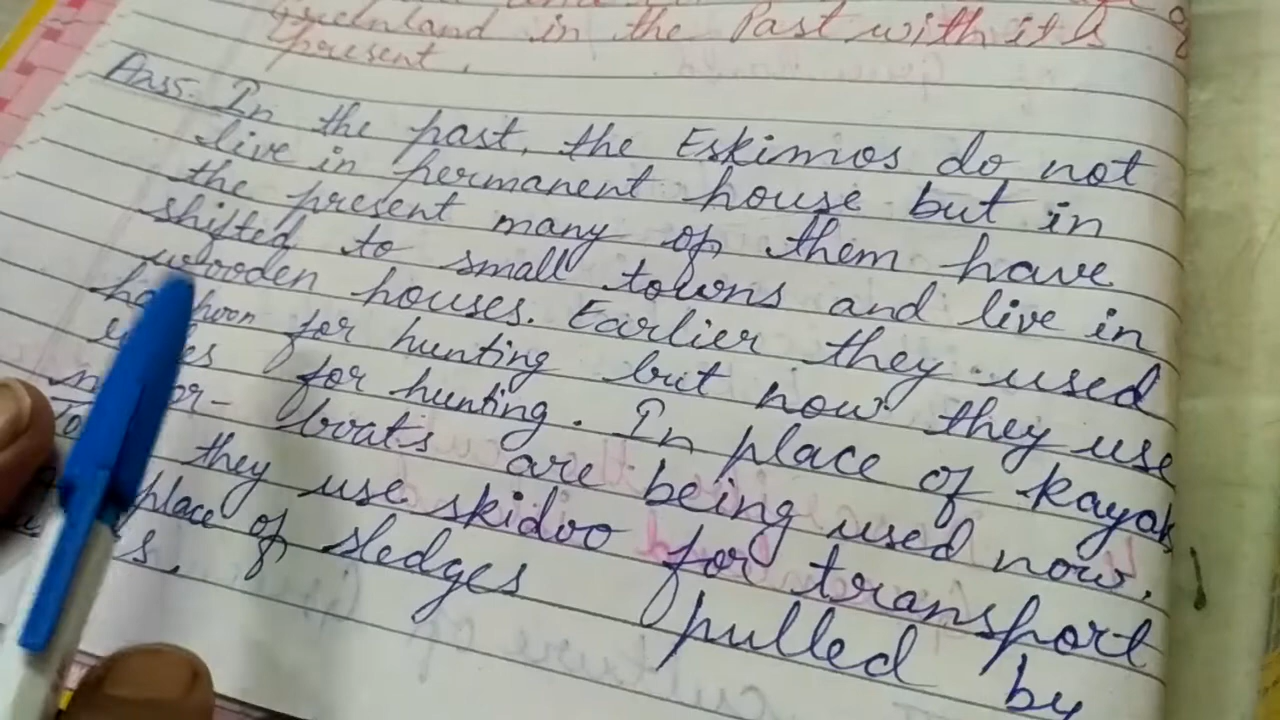 Greenland in the Past with its
present.
Ans- In the past, the Eskimos do not
live in permanent house but in
the present many of them have
shifted to small towns and live in
wooden houses. Earlier they used
for hunting but now they use
for hunting. In place of kayak
boats are being used now.
they use skidoo for transport
place of sledges pulled by